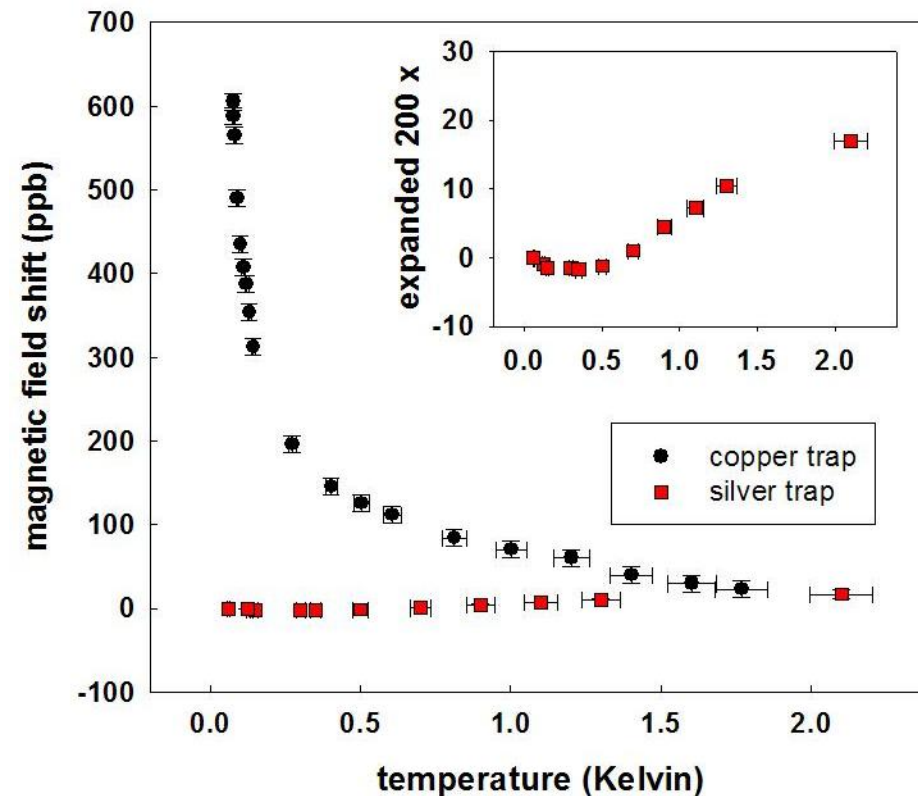 magnetic field shift (ppb)
700
600
500
400
300
200
100
0
-100
0.0 0.5 1.0 1.5 2.0
temperature (Kelvin)
expanded 200 x
30
20
10
0
-10
0.0 0.5 1.0 1.5 2.0
copper trap
silver trap